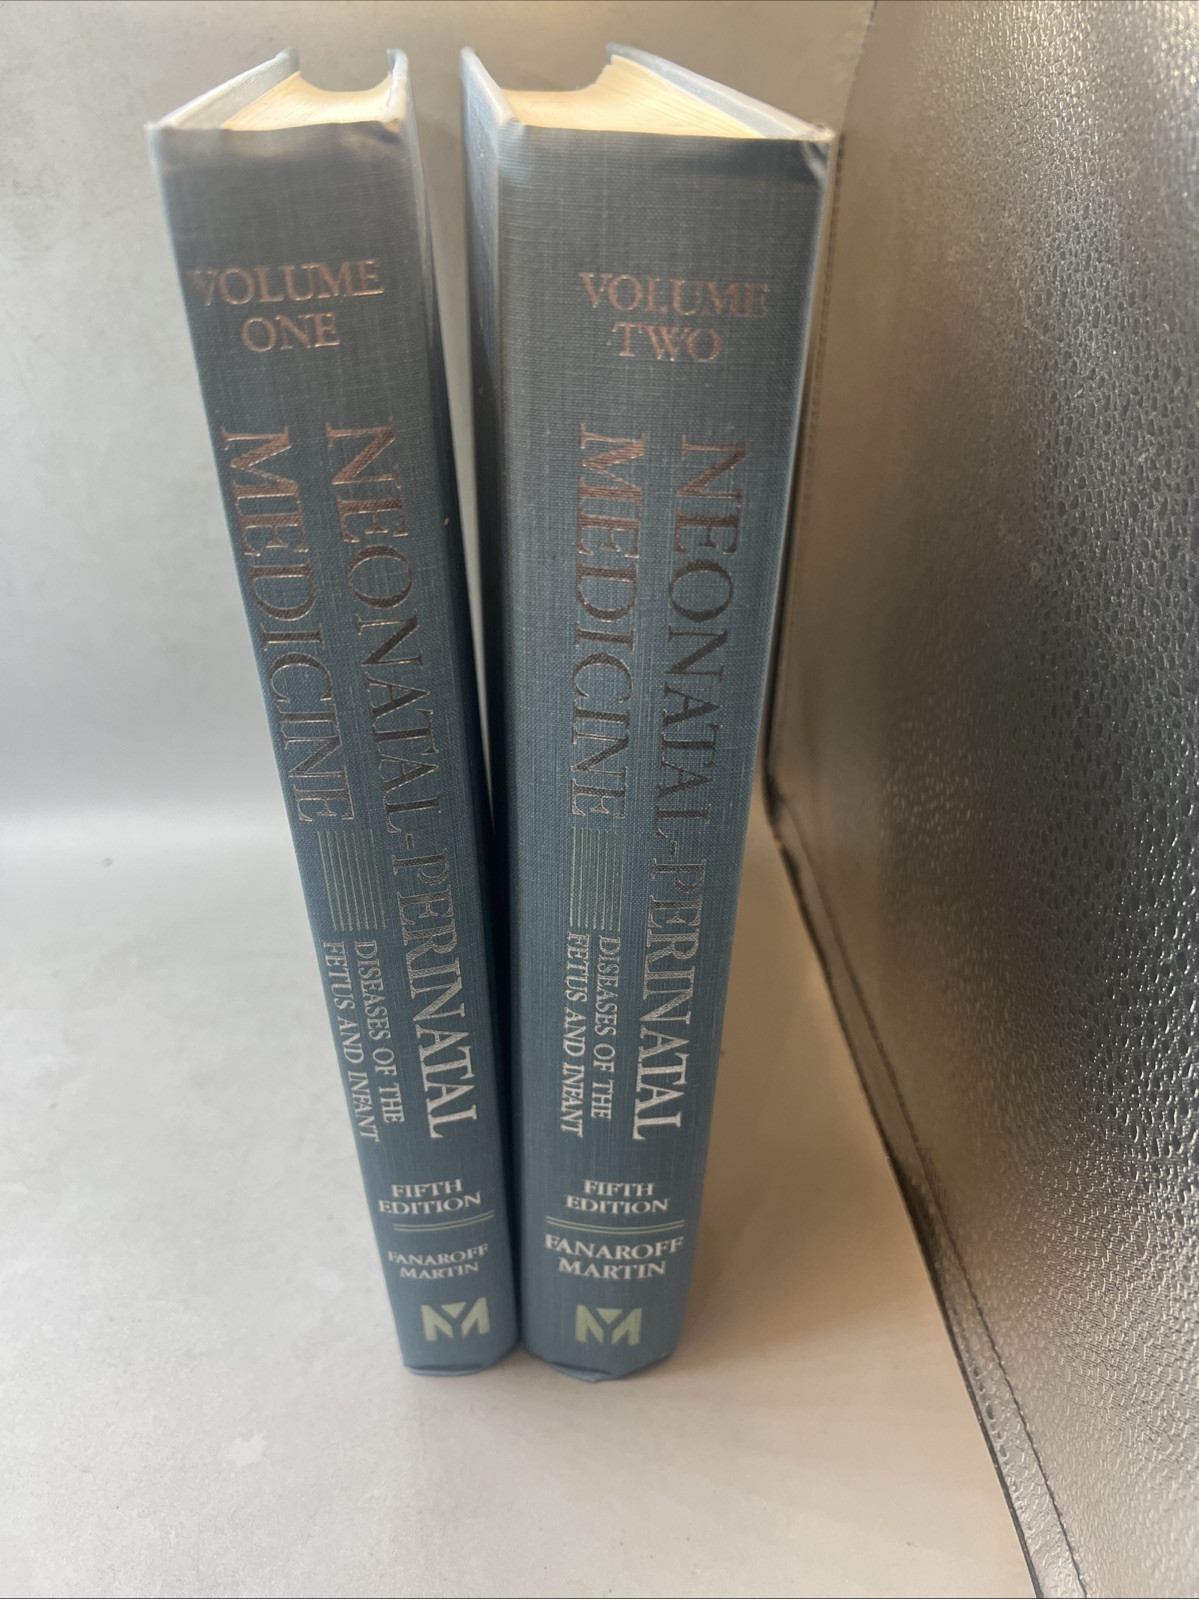 VOLUME
ONE
NEONATAL-PERINATAL
MEDICINE
DISEASES OF THE
FETUS AND INFANT
FIFTH
EDITION
FANAROFF
MARTIN
M
VOLUME
TWO
NEONATAL-PERINATAL
MEDICINE
DISEASES OF THE
FETUS AND INFANT
FIFTH
EDITION
FANAROFF
MARTIN
M